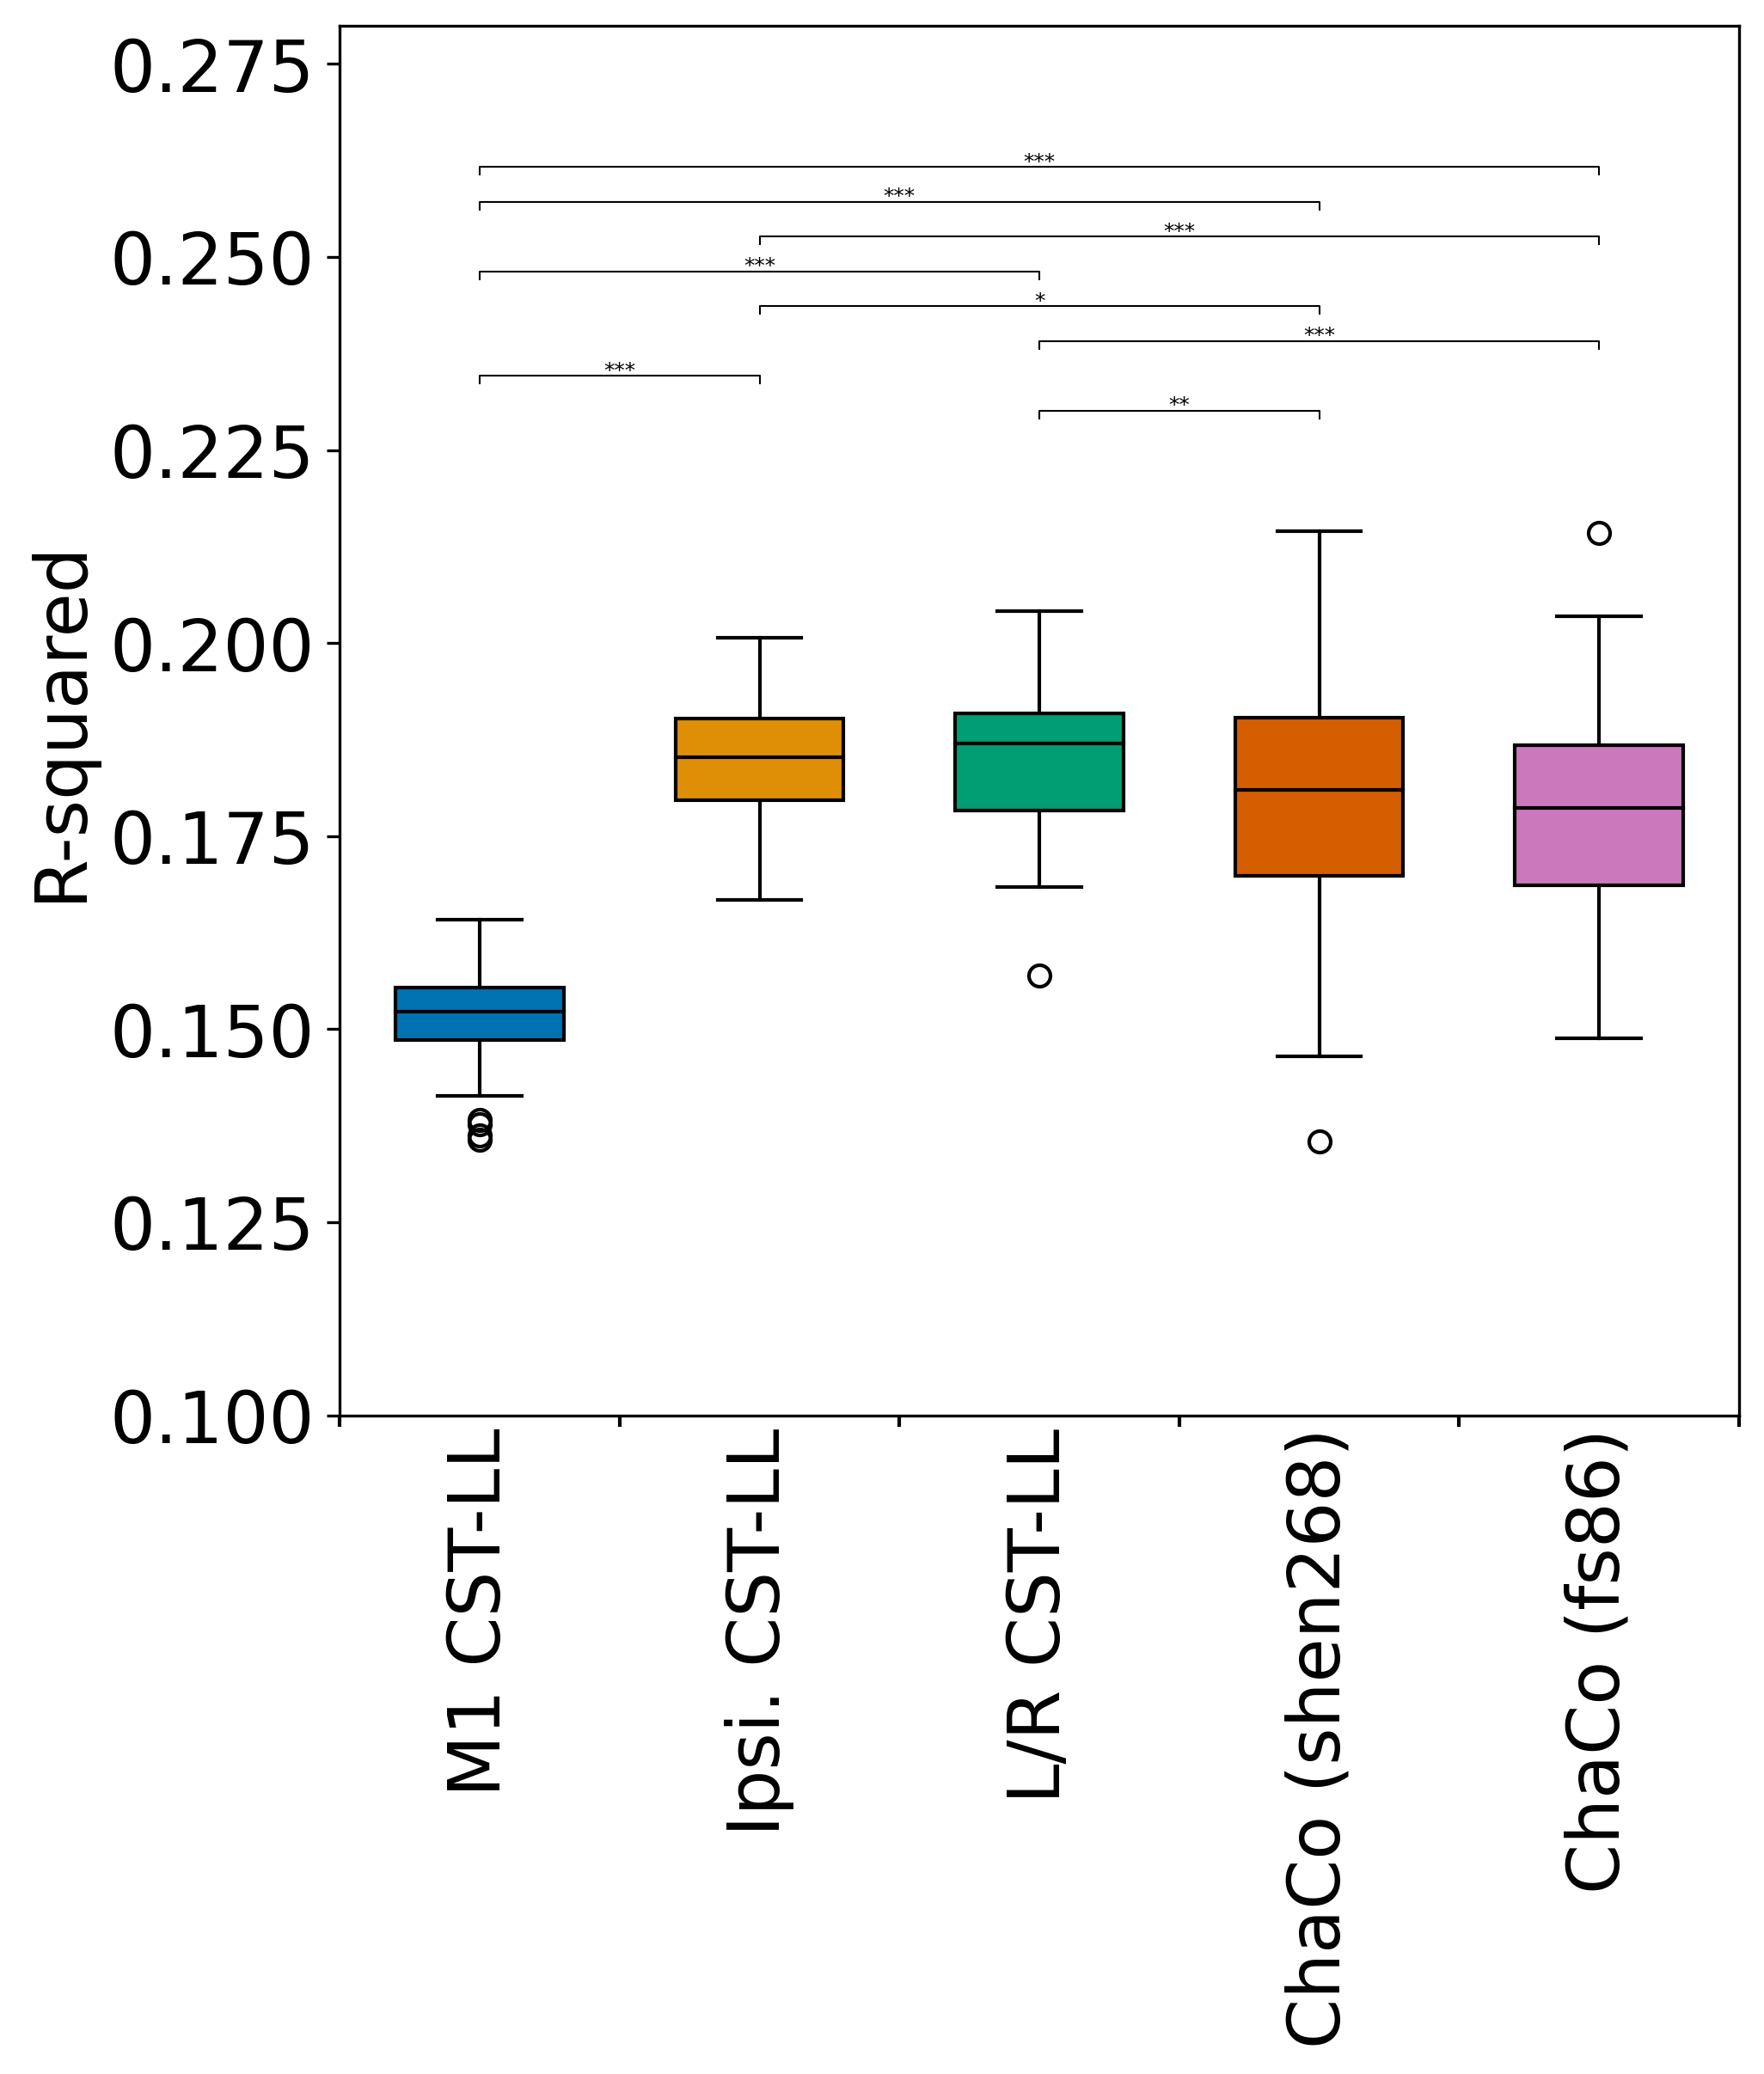 R-squared
0.275
0.250
0.225
0.200
0.175
0.150
0.125
0.100
***
***
***
***
*
***
***
**
M1 CST-LL
Ipsi. CST-LL
L/R CST-LL
ChaCo (shen268)
ChaCo (fs86)